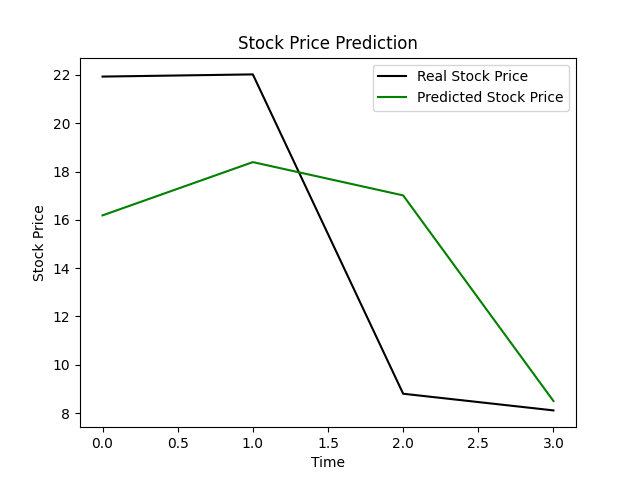 Stock Price Prediction
Real Stock Price
Predicted Stock Price
22
20
18
16
14
12
10
8
Stock Price
0.0 0.5 1.0 1.5 2.0 2.5 3.0
Time